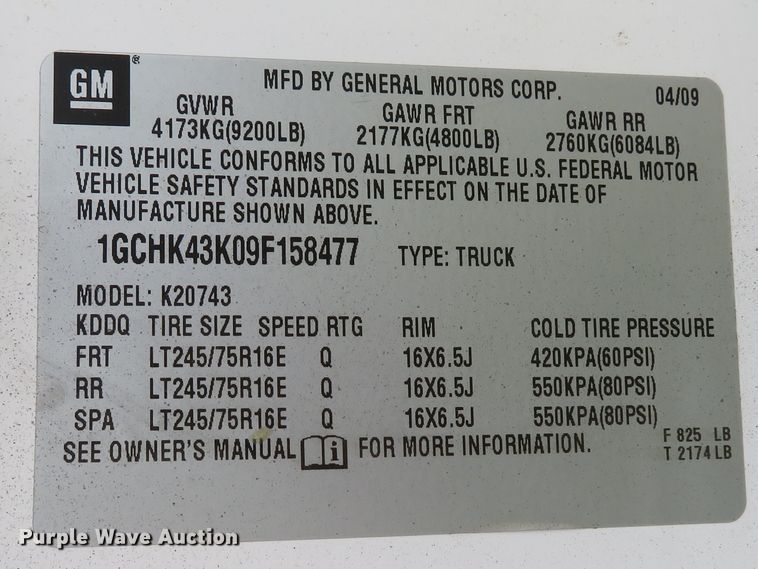 GM®
MFD BY GENERAL MOTORS CORP. 04/09
GVWR GAWR FRT GAWR RR
4173KG(9200LB) 2177KG(4800LB) 2760KG(6084LB)
THIS VEHICLE CONFORMS TO ALL APPLICABLE U.S. FEDERAL MOTOR
VEHICLE SAFETY STANDARDS IN EFFECT ON THE DATE OF
MANUFACTURE SHOWN ABOVE.
1GCHK43K09F158477 TYPE: TRUCK
MODEL: K20743
KDDQ TIRE SIZE SPEED RTG RIM COLD TIRE PRESSURE
FRT LT245/75R16E Q 16X6.5J 420KPA(60PSI)
RR LT245/75R16E Q 16X6.5J 550KPA(80PSI)
SPA LT245/75R16E Q 16X6.5J 550KPA(80PSI)
SEE OWNER'S MANUAL i FOR MORE INFORMATION.
F 825 LB
T 2174 LB
Purple Wave Auction